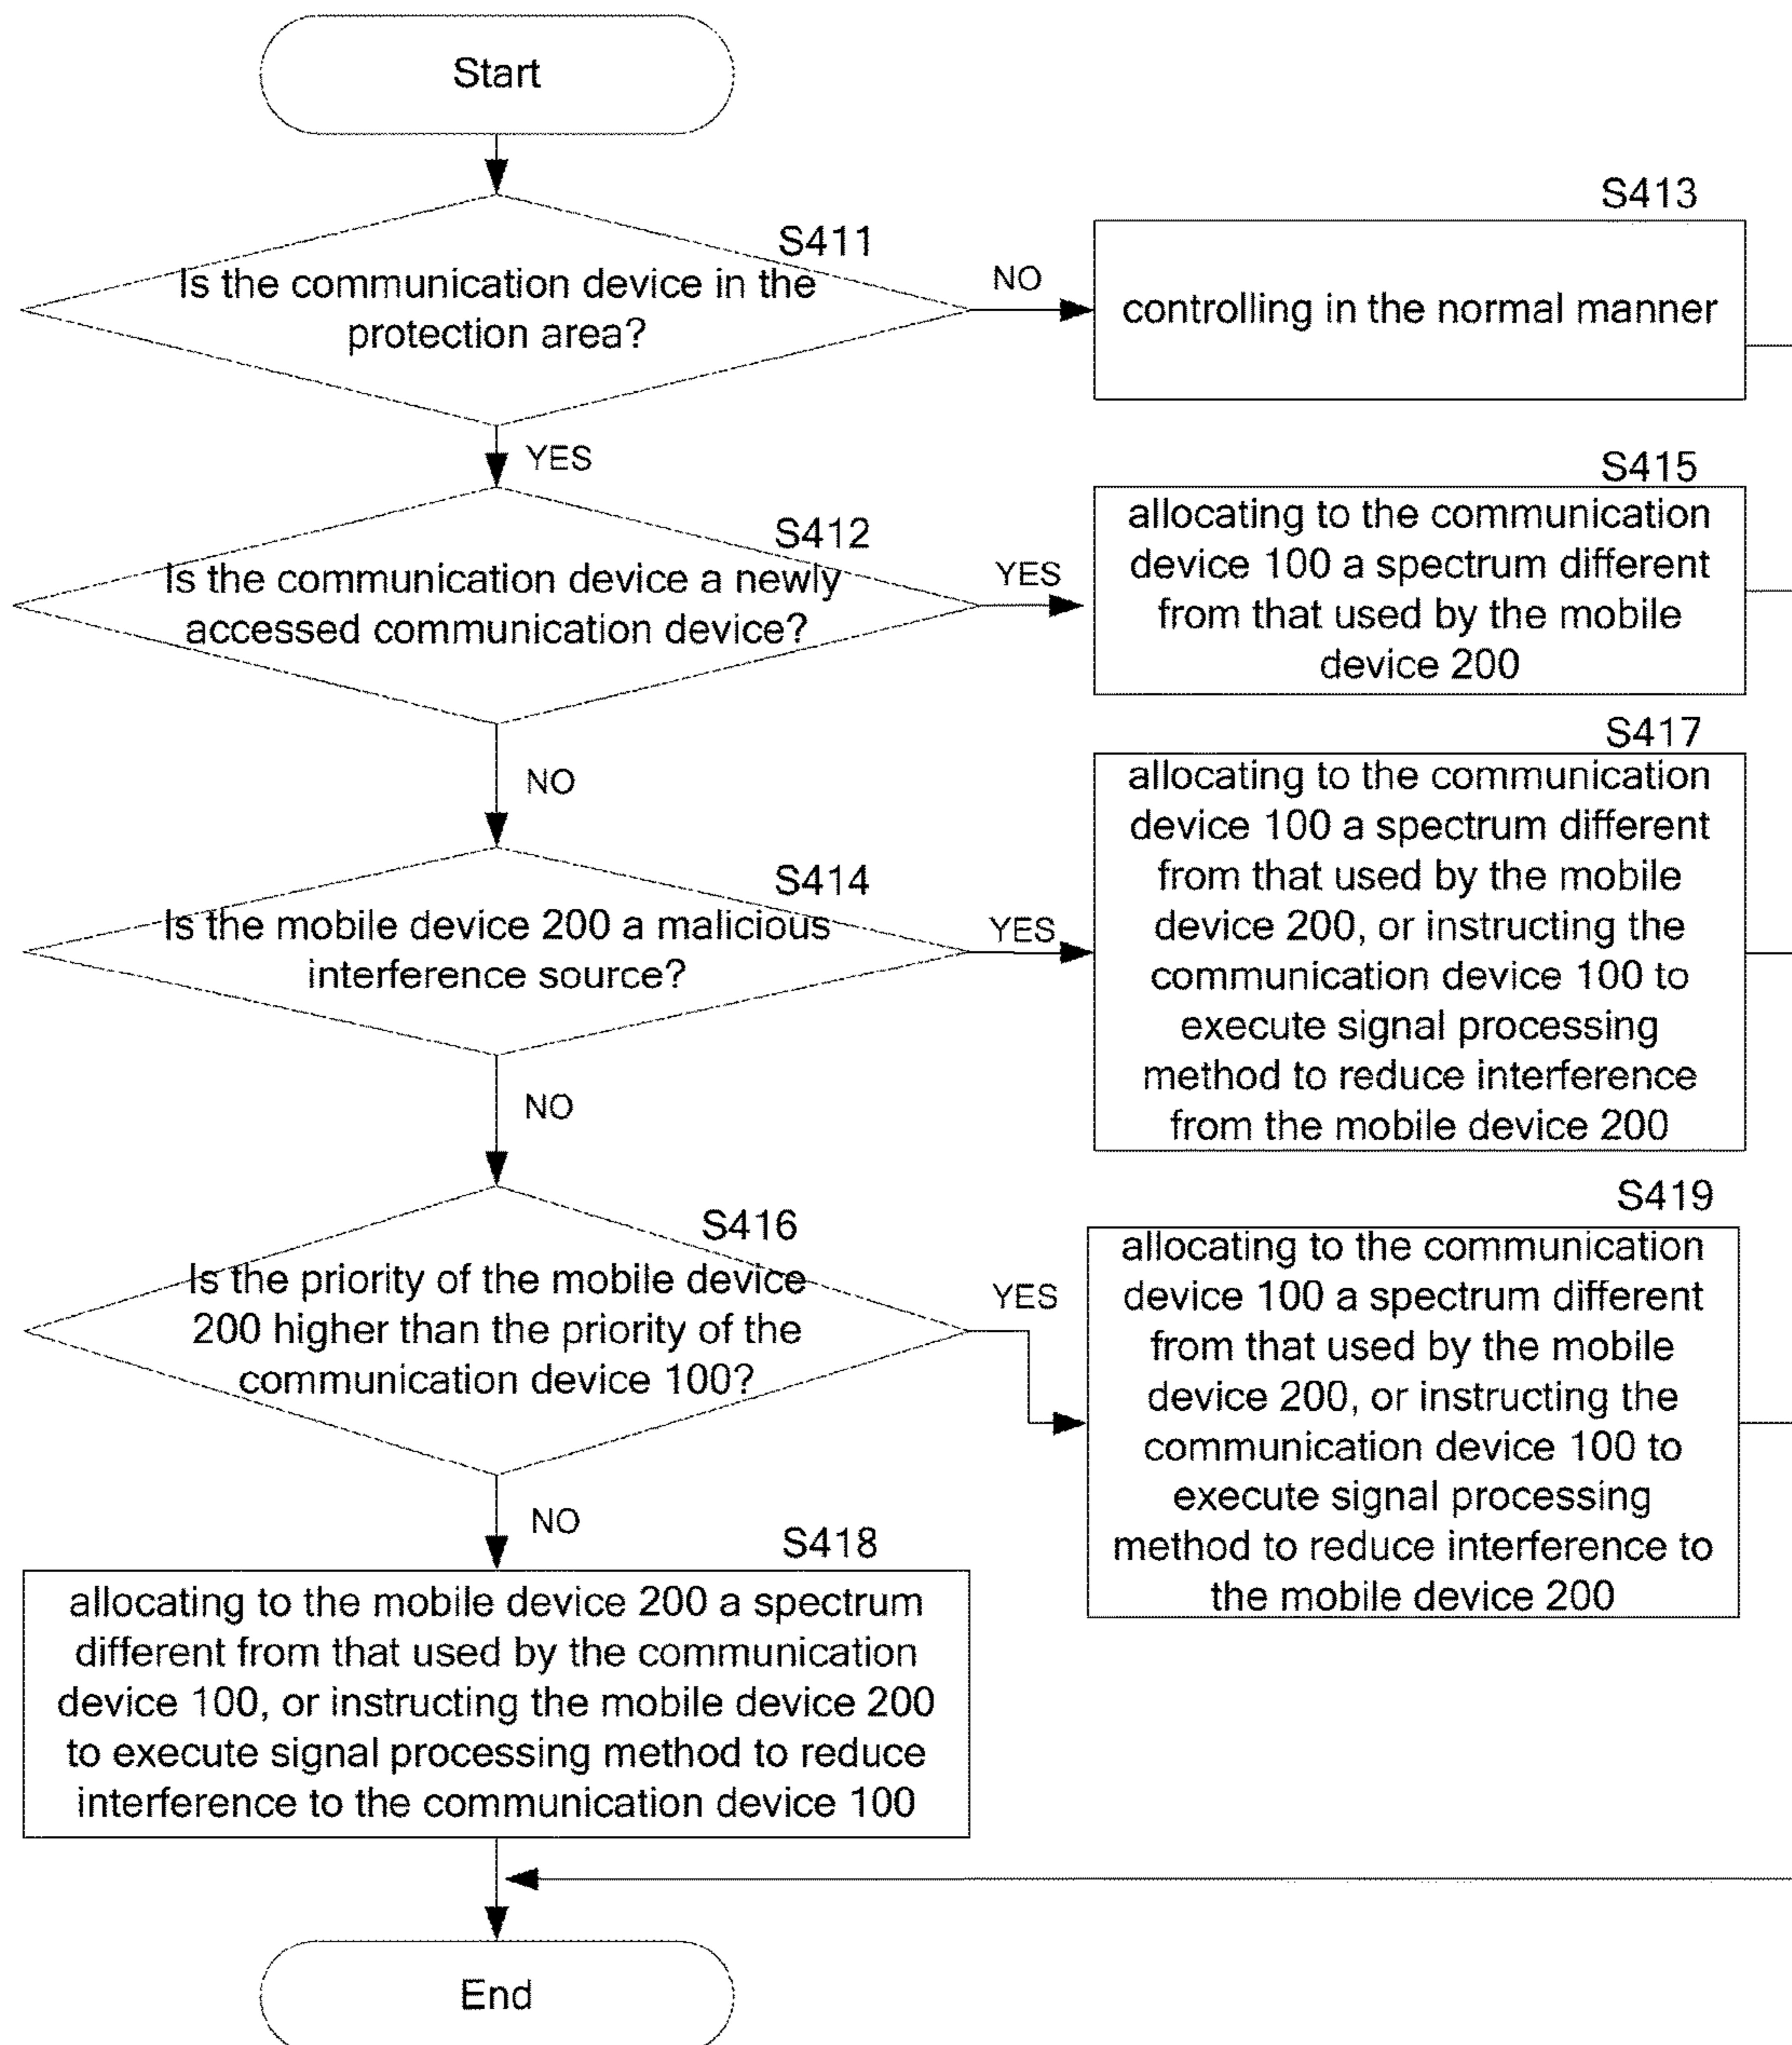 Start
S411
Is the communication device in the
protection area?
NO
S413
controlling in the normal manner
YES
S412
Is the communication device a newly
accessed communication device?
YES
S415
allocating to the communication
device 100 a spectrum different
from that used by the mobile
device 200
NO
S414
Is the mobile device 200 a malicious
interference source?
YES
S417
allocating to the communication
device 100 a spectrum different
from that used by the mobile
device 200, or instructing the
communication device 100 to
execute signal processing
method to reduce interference
from the mobile device 200
NO
S416
Is the priority of the mobile device
200 higher than the priority of the
communication device 100?
YES
S419
allocating to the communication
device 100 a spectrum different
from that used by the mobile
device 200, or instructing the
communication device 100 to
execute signal processing
method to reduce interference to
the mobile device 200
NO
S418
allocating to the mobile device 200 a spectrum
different from that used by the communication
device 100, or instructing the mobile device 200
to execute signal processing method to reduce
interference to the communication device 100
End